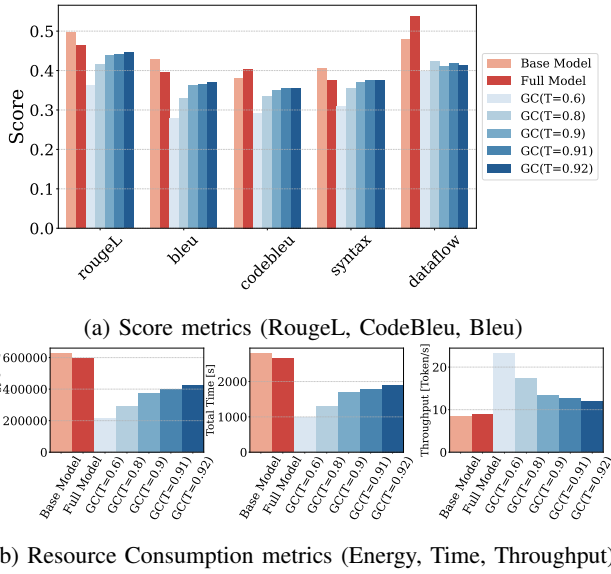 0.5
0.4
0.3
0.2
0.1
0.0
Score
rougeL
bleu
codebleu
syntax
dataflow
Base Model
Full Model
GC(T=0.6)
GC(T=0.8)
GC(T=0.9)
GC(T=0.91)
GC(T=0.92)
(a) Score metrics (RougeL, CodeBleu, Bleu)
600000
400000
200000
0
Base Model
Full Model
GC(T=0.6)
GC(T=0.8)
GC(T=0.9)
GC(T=0.91)
GC(T=0.92)
Total Time [s]
2000
1000
0
Base Model
Full Model
GC(T=0.6)
GC(T=0.8)
GC(T=0.9)
GC(T=0.91)
GC(T=0.92)
Throughput [Token/s]
20
10
0
Base Model
Full Model
GC(T=0.6)
GC(T=0.8)
GC(T=0.9)
GC(T=0.91)
GC(T=0.92)
b) Resource Consumption metrics (Energy, Time, Throughput)